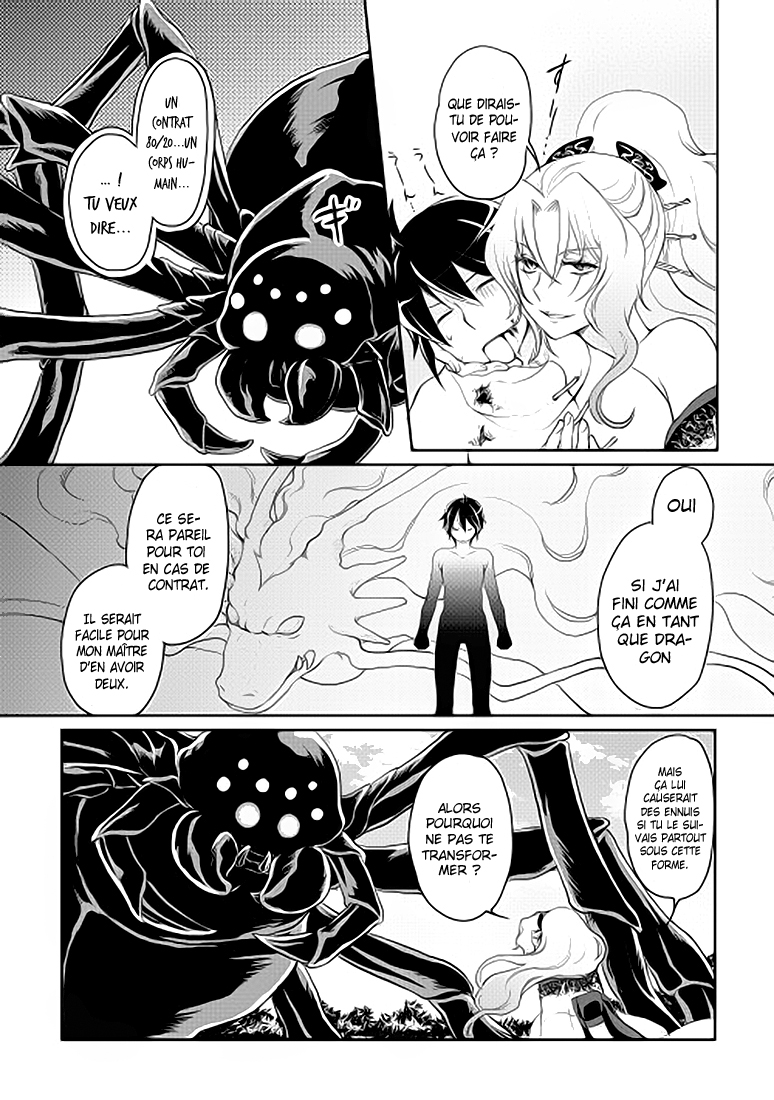 QUE DIRAIS-
TU DE POU-
VOIR FAIRE
ÇA ?
UN
CONTRAT
80/20...UN
CORPS HU-
MAIN...
... !
TU VEUX
DIRE...
ギ
OUI
SI J'AI
FINI COMME
ÇA EN TANT
QUE DRA-
GON
CE SE-
RA PAREIL
POUR TOI
EN CAS DE
CONTRAT.
IL SERAIT
FACILE POUR
MON MAÎTRE
D'EN AVOIR
DEUX.
MAIS
ÇA LUI
CAUSERAIT
DES ENNUIS
SI TU LE SUI-
VAIS PARTOUT
SOUS CETTE
FORME.
ALORS
POURQUOI
NE PAS TE
TRANSFOR-
MER ?